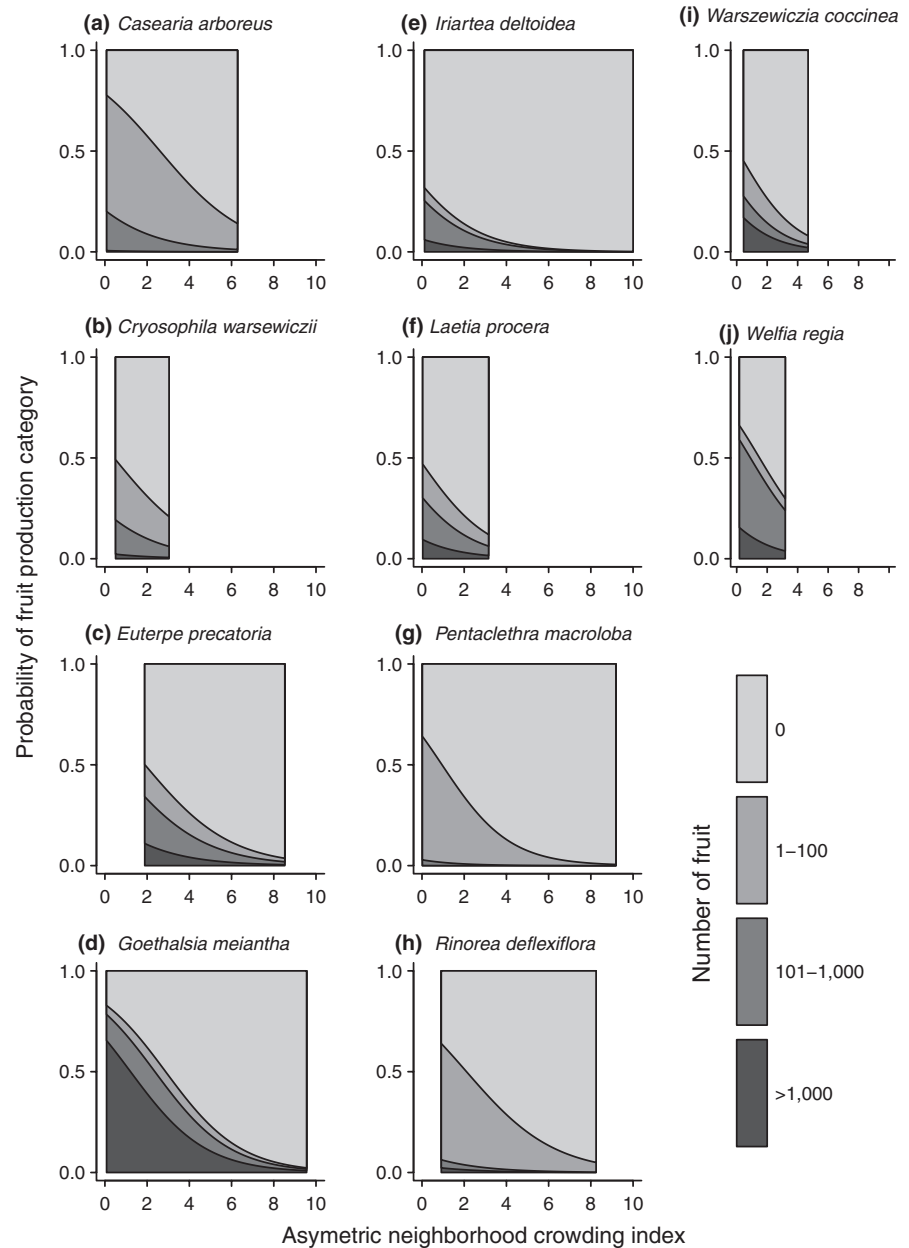 (a) Casearia arboreus
1.0
0.5
0.0
0 2 4 6 8 10
(e) Iriartea deltoidea
1.0
0.5
0.0
0 2 4 6 8 10
(i) Warszewiczia coccinea
1.0
0.5
0.0
0 2 4 6 8
(b) Cryosophila warsewiczii
1.0
0.5
0.0
0 2 4 6 8 10
(f) Laetia procera
1.0
0.5
0.0
0 2 4 6 8 10
(j) Welfia regia
1.0
0.5
0.0
0 2 4 6 8
(c) Euterpe precatoria
1.0
0.5
0.0
0 2 4 6 8 10
(g) Pentaclethra macroloba
1.0
0.5
0.0
0 2 4 6 8 10
(d) Goethalsia meiantha
1.0
0.5
0.0
0 2 4 6 8 10
(h) Rinorea deflexiflora
1.0
0.5
0.0
0 2 4 6 8 10
Probability of fruit production category
Asymetric neighborhood crowding index
Number of fruit
0
1–100
101–1,000
>1,000